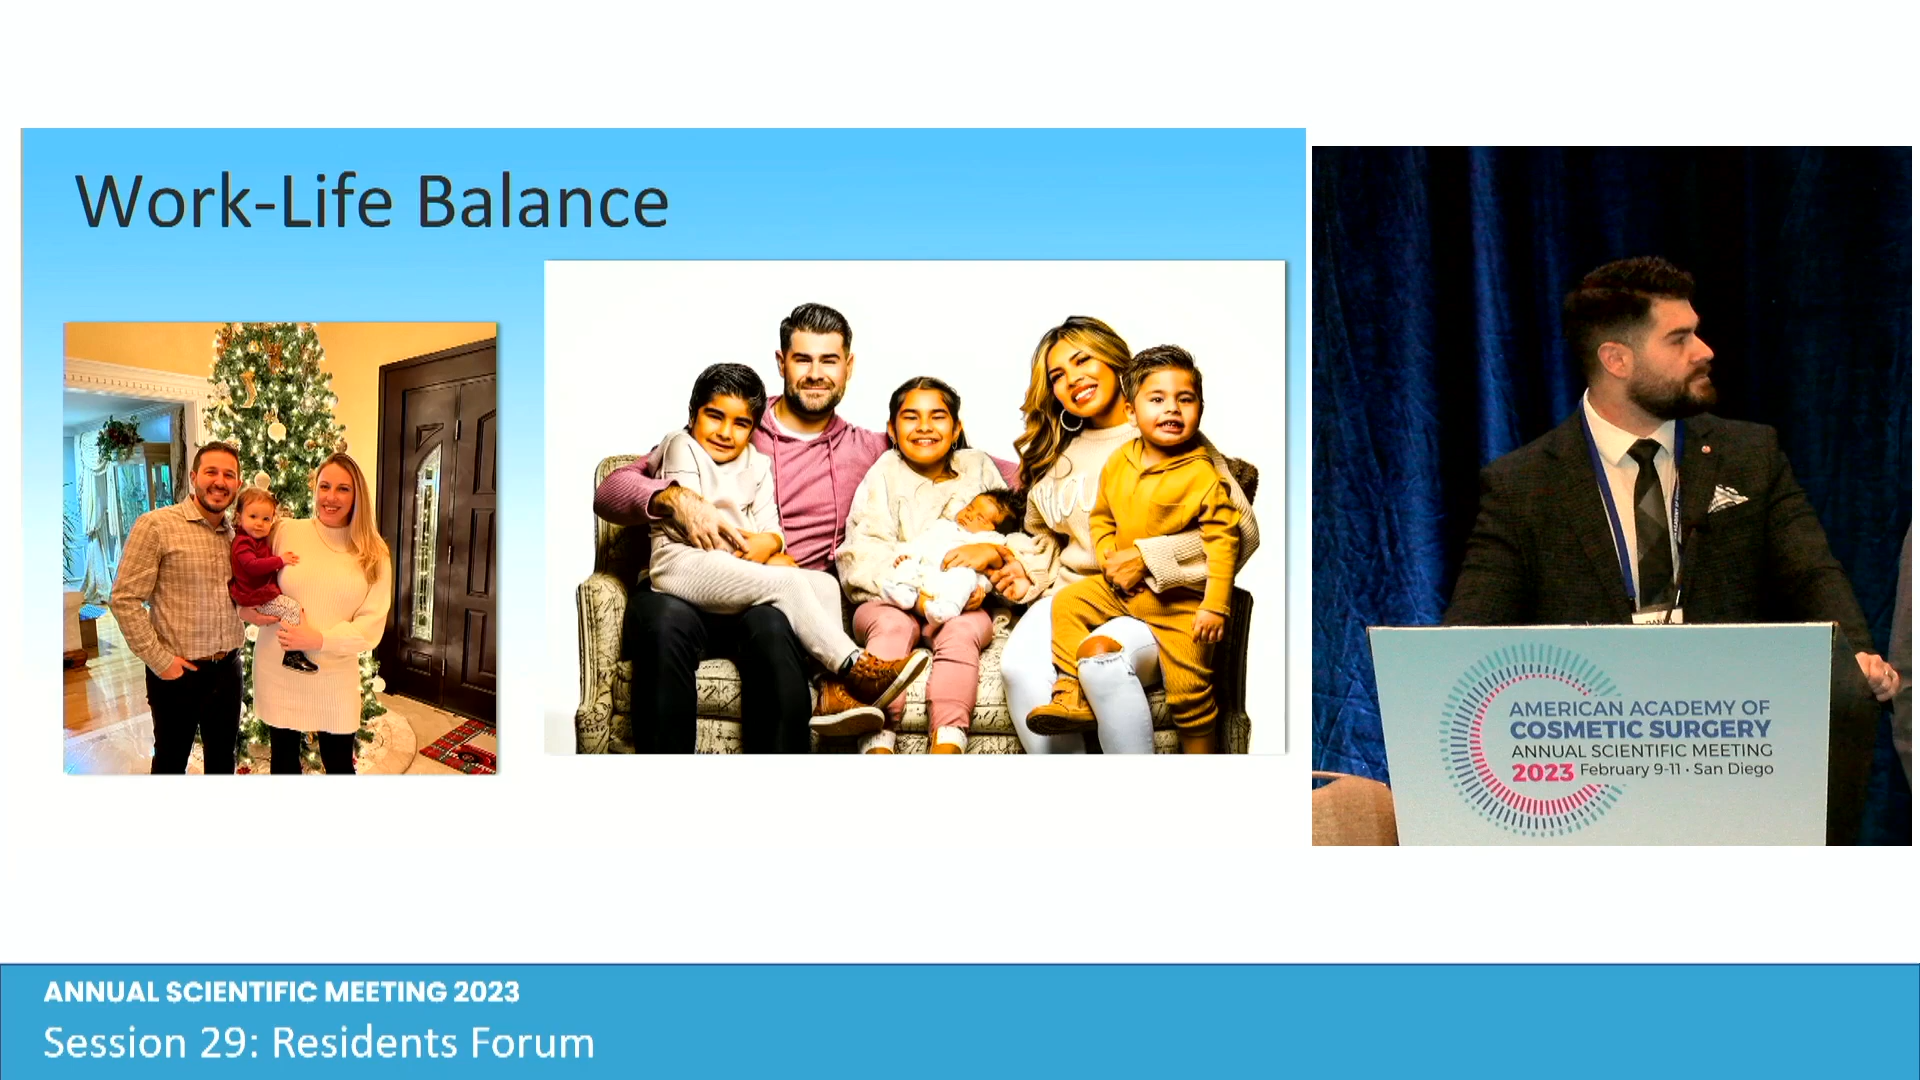 Work-Life Balance
AMERICAN ACADEMY OF
COSMETIC SURGERY
ANNUAL SCIENTIFIC MEETING
2023 February 9-11 • San Diego
ANNUAL SCIENTIFIC MEETING 2023
Session 29: Residents Forum